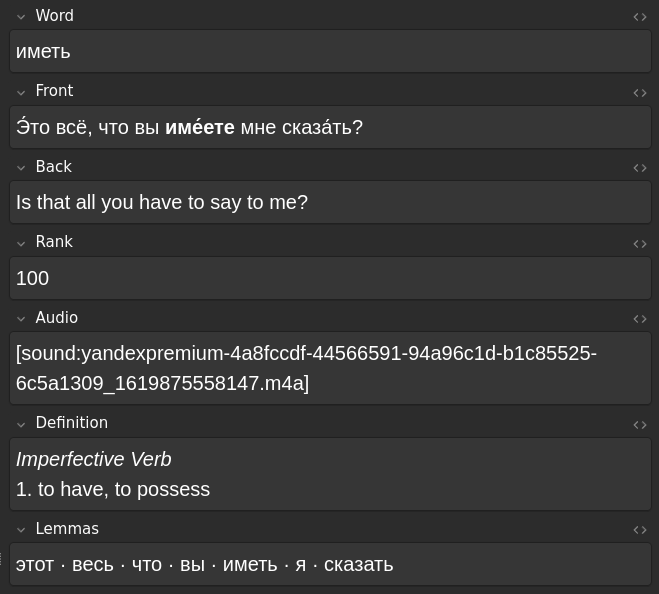 Word
иметь
Front
Э́то всё, что вы име́ете мне сказа́ть?
Back
Is that all you have to say to me?
Rank
100
Audio
[sound:yandexpremium-4a8fccdf-44566591-94a96c1d-b1c85525-
6c5a1309_1619875558147.m4a]
Definition
Imperfective Verb
1. to have, to possess
Lemmas
этот · весь · что · вы · иметь · я · сказать